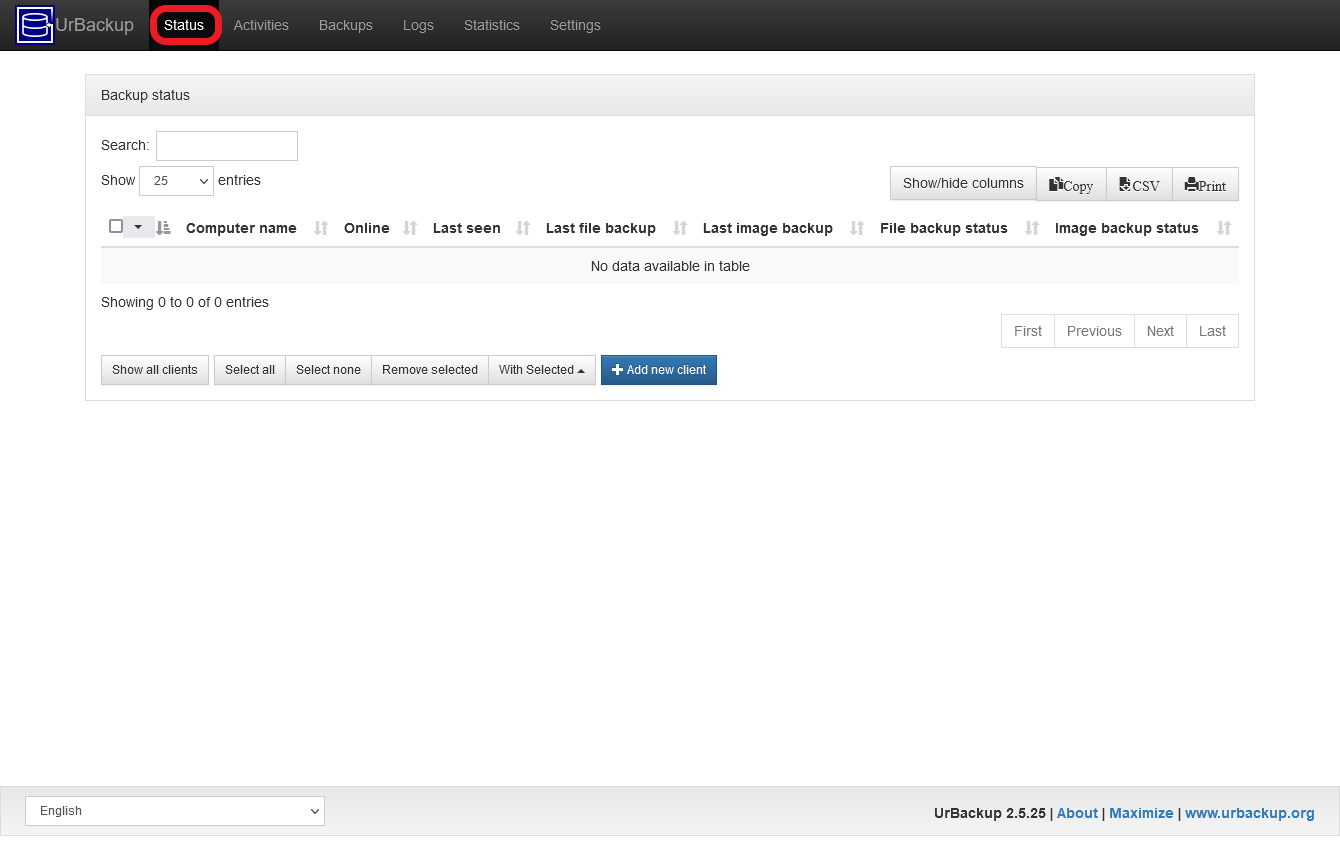 UrBackup Status Activities Backups Logs Statistics Settings
Backup status
Search:
Show 25 entries
Show/hide columns Copy CSV Print
Computer name Online Last seen Last file backup Last image backup File backup status Image backup status
No data available in table
Showing 0 to 0 of 0 entries
First Previous Next Last
Show all clients Select all Select none Remove selected With Selected Add new client
English UrBackup 2.5.25 | About | Maximize | www.urbackup.org